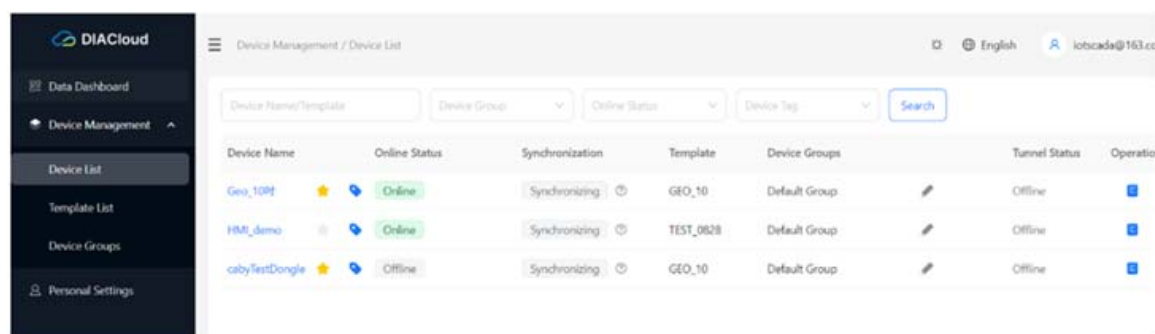 DIACloud
Device Management / Device List
English
iotscada@163.co
Data Dashboard
Device Management
Device List
Template List
Device Groups
Personal Settings
Device Name/Template
Device Group
Online Status
Device Tag
Search
Device Name Online Status Synchronization Template Device Groups Tunnel Status Operatio
Online Synchronizing GEO_10 Default Group Offline
HMI_demo Online Synchronizing TEST_0828 Default Group Offline
cabyTestDongle Offline Synchronizing GEO_10 Default Group Offline